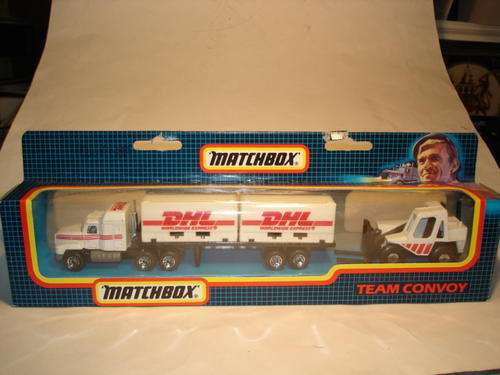 MATCHBOX®
DHL
WORLDWIDE EXPRESS®
DHL
WORLDWIDE EXPRESS®
MATCHBOX®
TEAM CONVOY